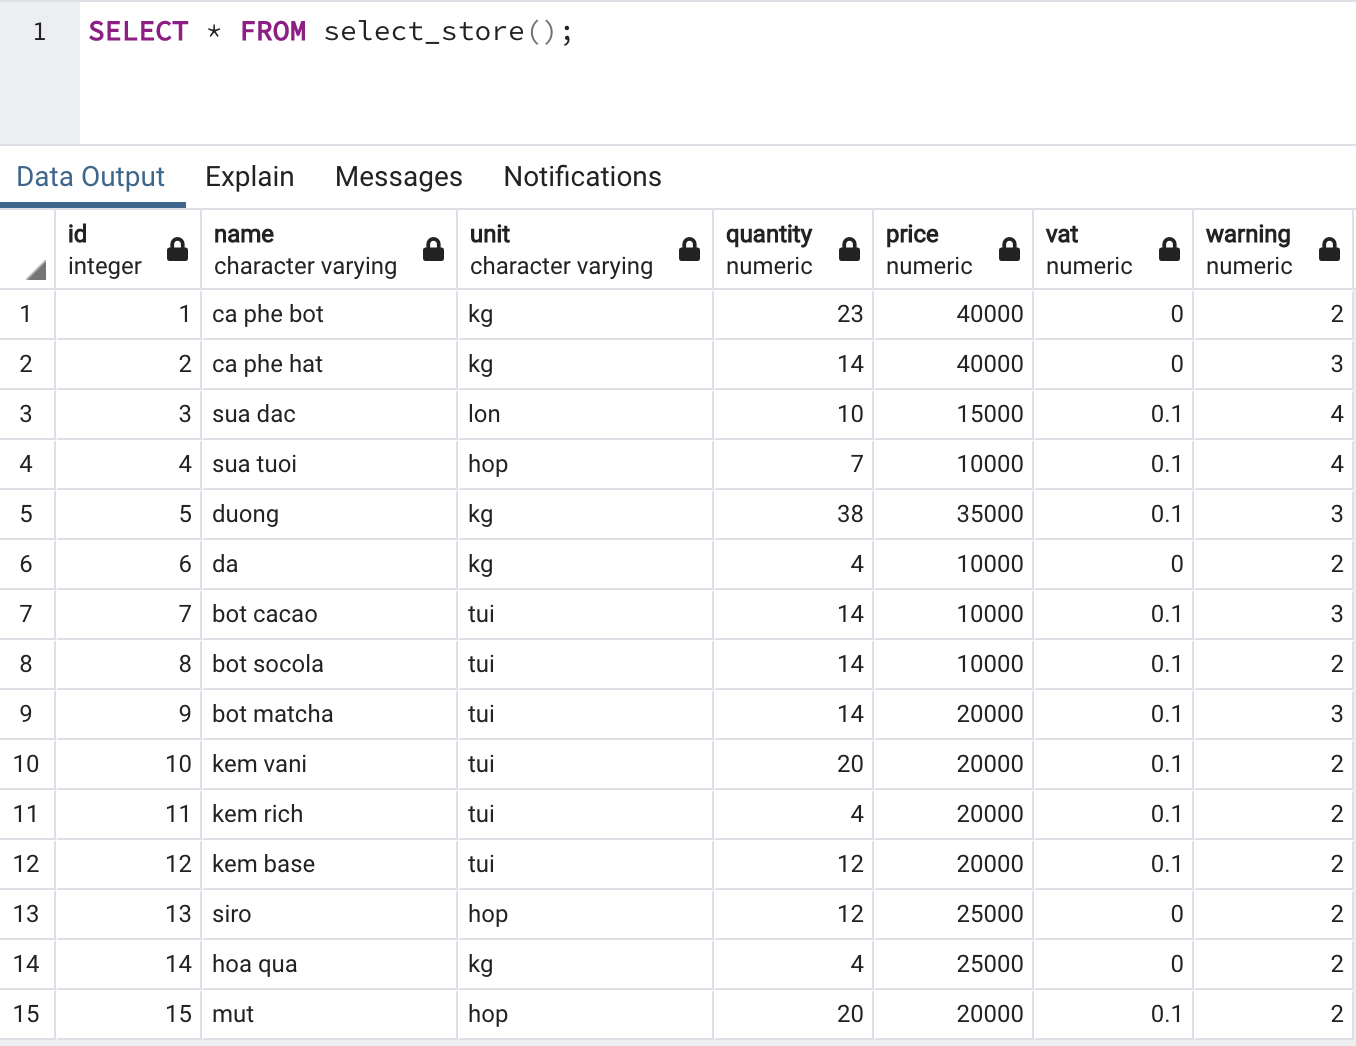 1 SELECT * FROM select_store();
Data Output Explain Messages Notifications
id name unit quantity price vat warning
integer character varying character varying numeric numeric numeric numeric
1 1 ca phe bot kg 23 40000 0 2
2 2 ca phe hat kg 14 40000 0 3
3 3 sua dac lon 10 15000 0.1 4
4 4 sua tuoi hop 7 10000 0.1 4
5 5 duong kg 38 35000 0.1 3
6 6 da kg 4 10000 0 2
7 7 bot cacao tui 14 10000 0.1 3
8 8 bot socola tui 14 10000 0.1 2
9 9 bot matcha tui 14 20000 0.1 3
10 10 kem vani tui 20 20000 0.1 2
11 11 kem rich tui 4 20000 0.1 2
12 12 kem base tui 12 20000 0.1 2
13 13 siro hop 12 25000 0 2
14 14 hoa qua kg 4 25000 0 2
15 15 mut hop 20 20000 0.1 2